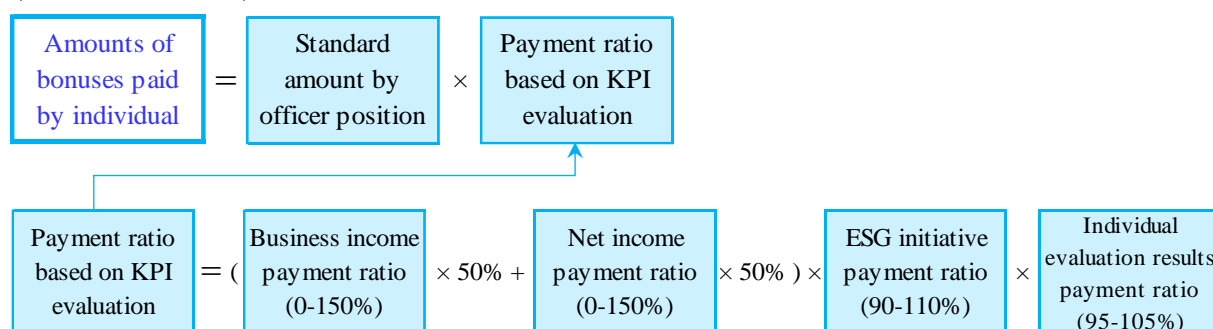 Amounts of
bonuses paid
by individual
=
Standard
amount by
officer position
×
Payment ratio
based on KPI
evaluation
Payment ratio
based on KPI
evaluation
= (
Business income
payment ratio
(0-150%)
× 50% +
Net income
payment ratio
(0-150%)
× 50% ) ×
ESG initiative
payment ratio
(90-110%)
×
Individual
evaluation results
payment ratio
(95-105%)